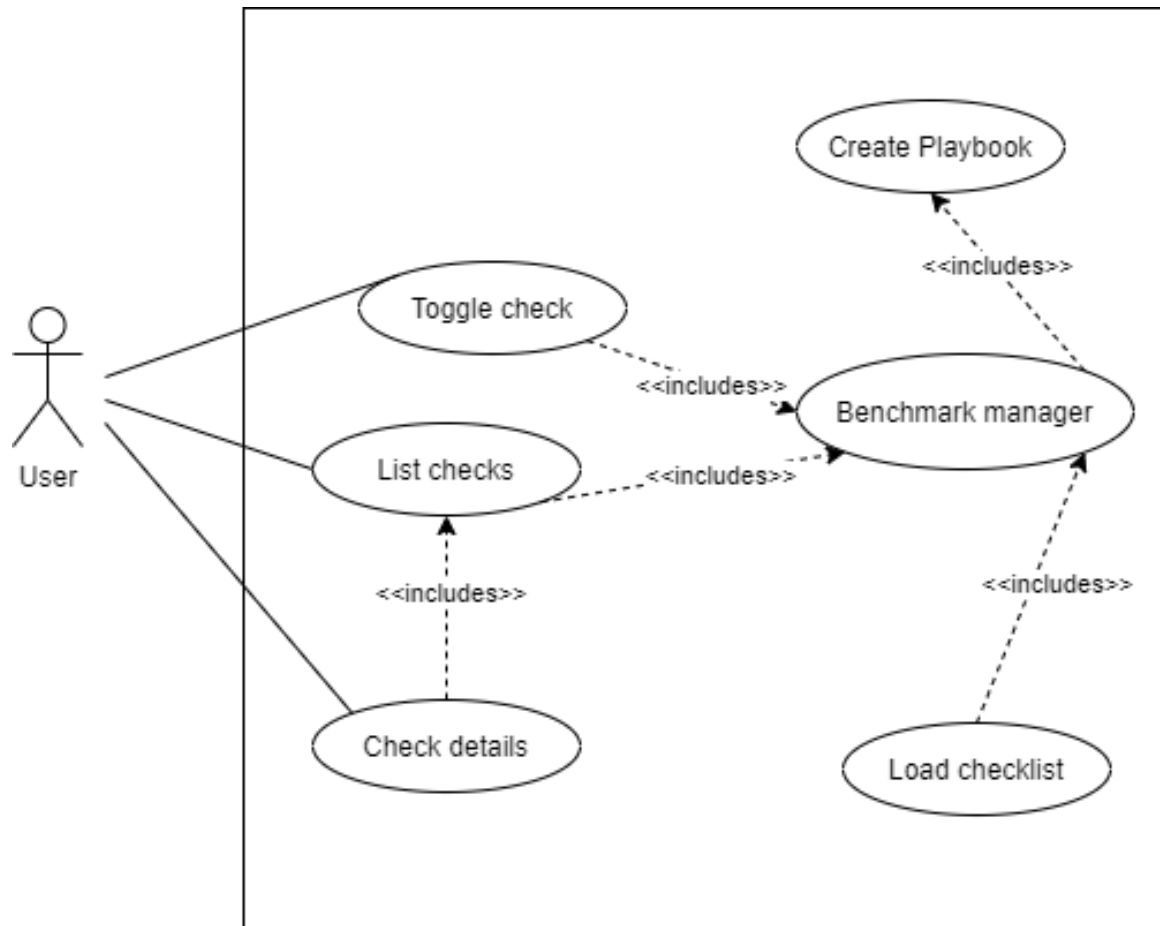 Create Playbook
<<includes>>
Toggle check
<<includes>>
Benchmark manager
User
List checks
<<includes>>
<<includes>>
<<includes>>
Check details
Load checklist